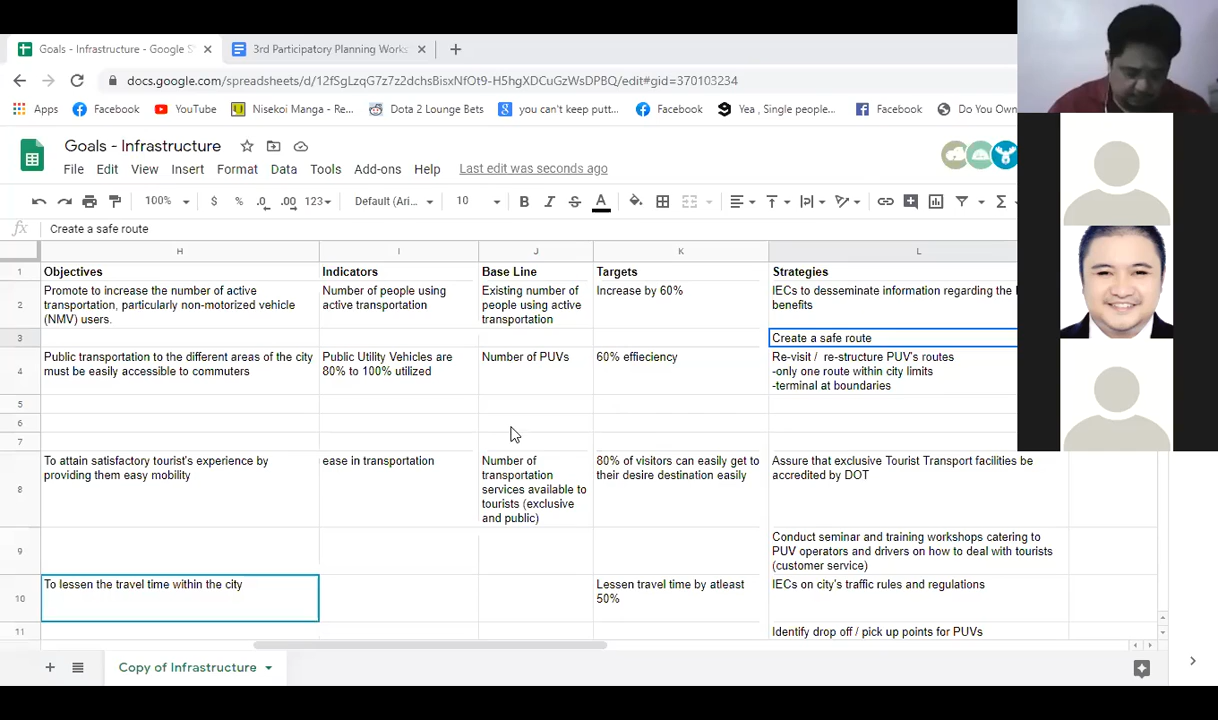 Goals - Infrastructure - Google S
3rd Participatory Planning Works
docs.google.com/spreadsheets/d/12fSgLzqG7z7z2dchsBisxNfOt9-H5hgXDCuGzWsDPBQ/edit#gid=370103234
Apps Facebook YouTube Nisekoi Manga - Re... Dota 2 Lounge Bets you can't keep putt... Facebook Yea , Single people... Facebook Do You Own
Goals - Infrastructure
File Edit View Insert Format Data Tools Add-ons Help Last edit was seconds ago
100% $ % .0 .00 123 Default (Ari... 10 B I S A Σ
fx Create a safe route
H I J K L
1 Objectives Indicators Base Line Targets Strategies
2
Promote to increase the number of active
transportation, particularly non-motorized vehicle
(NMV) users.
Number of people using
active transportation
Existing number of
people using active
transportation
Increase by 60%
IECs to desseminate information regarding the
benefits
3 Create a safe route
4
Public transportation to the different areas of the city
must be easily accessible to commuters
Public Utility Vehicles are
80% to 100% utilized
Number of PUVs
60% effieciency
Re-visit / re-structure PUV's routes
-only one route within city limits
-terminal at boundaries
5
6
7
8
To attain satisfactory tourist's experience by
providing them easy mobility
ease in transportation
Number of
transportation
services available to
tourists (exclusive
and public)
80% of visitors can easily get to
their desire destination easily
Assure that exclusive Tourist Transport facilities be
accredited by DOT
9
Conduct seminar and training workshops catering to
PUV operators and drivers on how to deal with tourists
(customer service)
10
To lessen the travel time within the city
Lessen travel time by atleast
50%
IECs on city's traffic rules and regulations
11 Identify drop off / pick up points for PUVs
Copy of Infrastructure